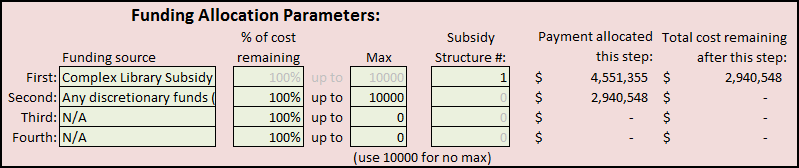 Funding Allocation Parameters:
% of cost Subsidy Payment allocated Total cost remaining
Funding source remaining Max Structure #: this step: after this step:
First: Complex Library Subsidy 100% up to 10000 1 $ 4,551,355 $ 2,940,548
Second: Any discretionary funds ( 100% up to 10000 0 $ 2,940,548 $ -
Third: N/A 100% up to 0 0 $ - $ -
Fourth: N/A 100% up to 0 0 $ - $ -
(use 10000 for no max)